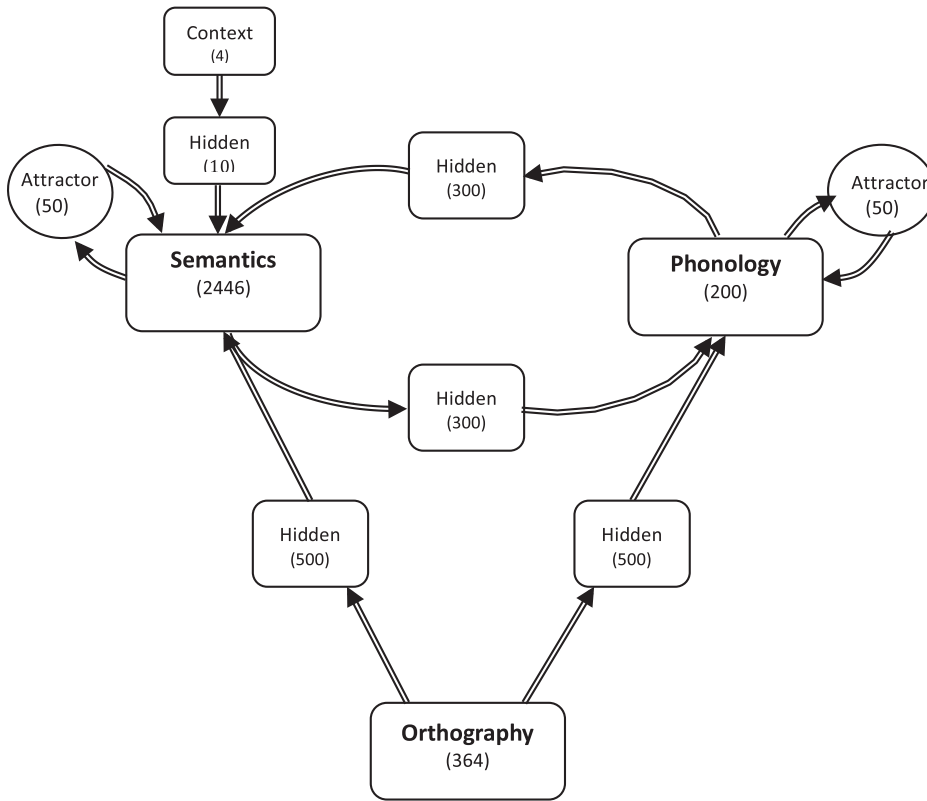 Context
(4)
Hidden
(10)
Hidden
(300)
Attractor
(50)
Attractor
(50)
Semantics
(2446)
Phonology
(200)
Hidden
(300)
Hidden
(500)
Hidden
(500)
Orthography
(364)